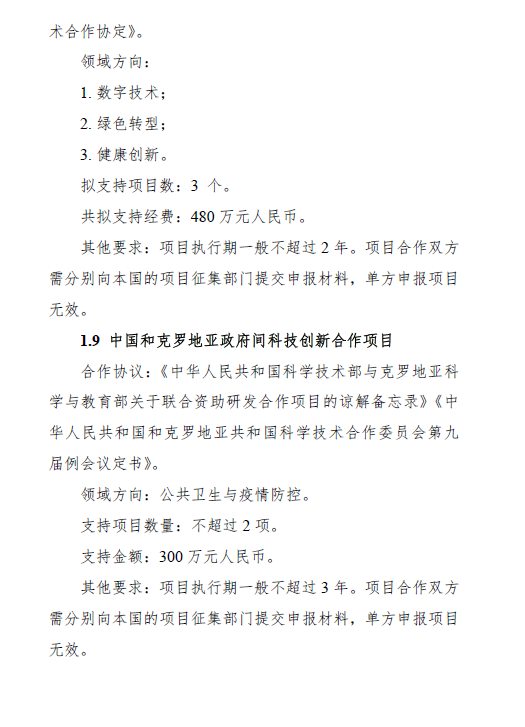 术合作协定》。
领域方向：
1. 数字技术；
2. 绿色转型；
3. 健康创新。
拟支持项目数：3 个。
共拟支持经费：480 万元人民币。
其他要求：项目执行期一般不超过 2 年。项目合作双方
需分别向本国的项目征集部门提交申报材料，单方申报项目
无效。
1.9 中国和克罗地亚政府间科技创新合作项目
合作协议：《中华人民共和国科学技术部与克罗地亚科
学与教育部关于联合资助研发合作项目的谅解备忘录》《中
华人民共和国和克罗地亚共和国科学技术合作委员会第九
届例会议定书》。
领域方向：公共卫生与疫情防控。
支持项目数量：不超过 2 项。
支持金额：300 万元人民币。
其他要求：项目执行期一般不超过 3 年。项目合作双方
需分别向本国的项目征集部门提交申报材料，单方申报项目
无效。